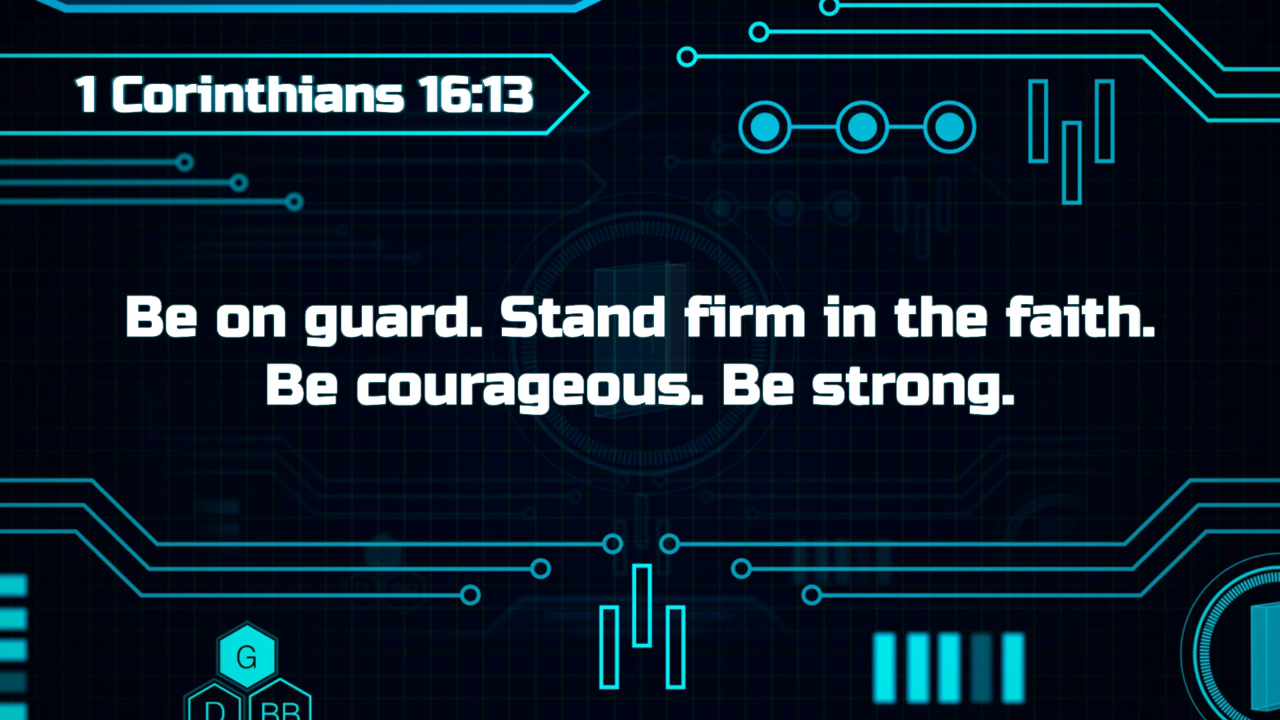 1 Corinthians 16:13
Be on guard. Stand firm in the faith.
Be courageous. Be strong.
G
D BB